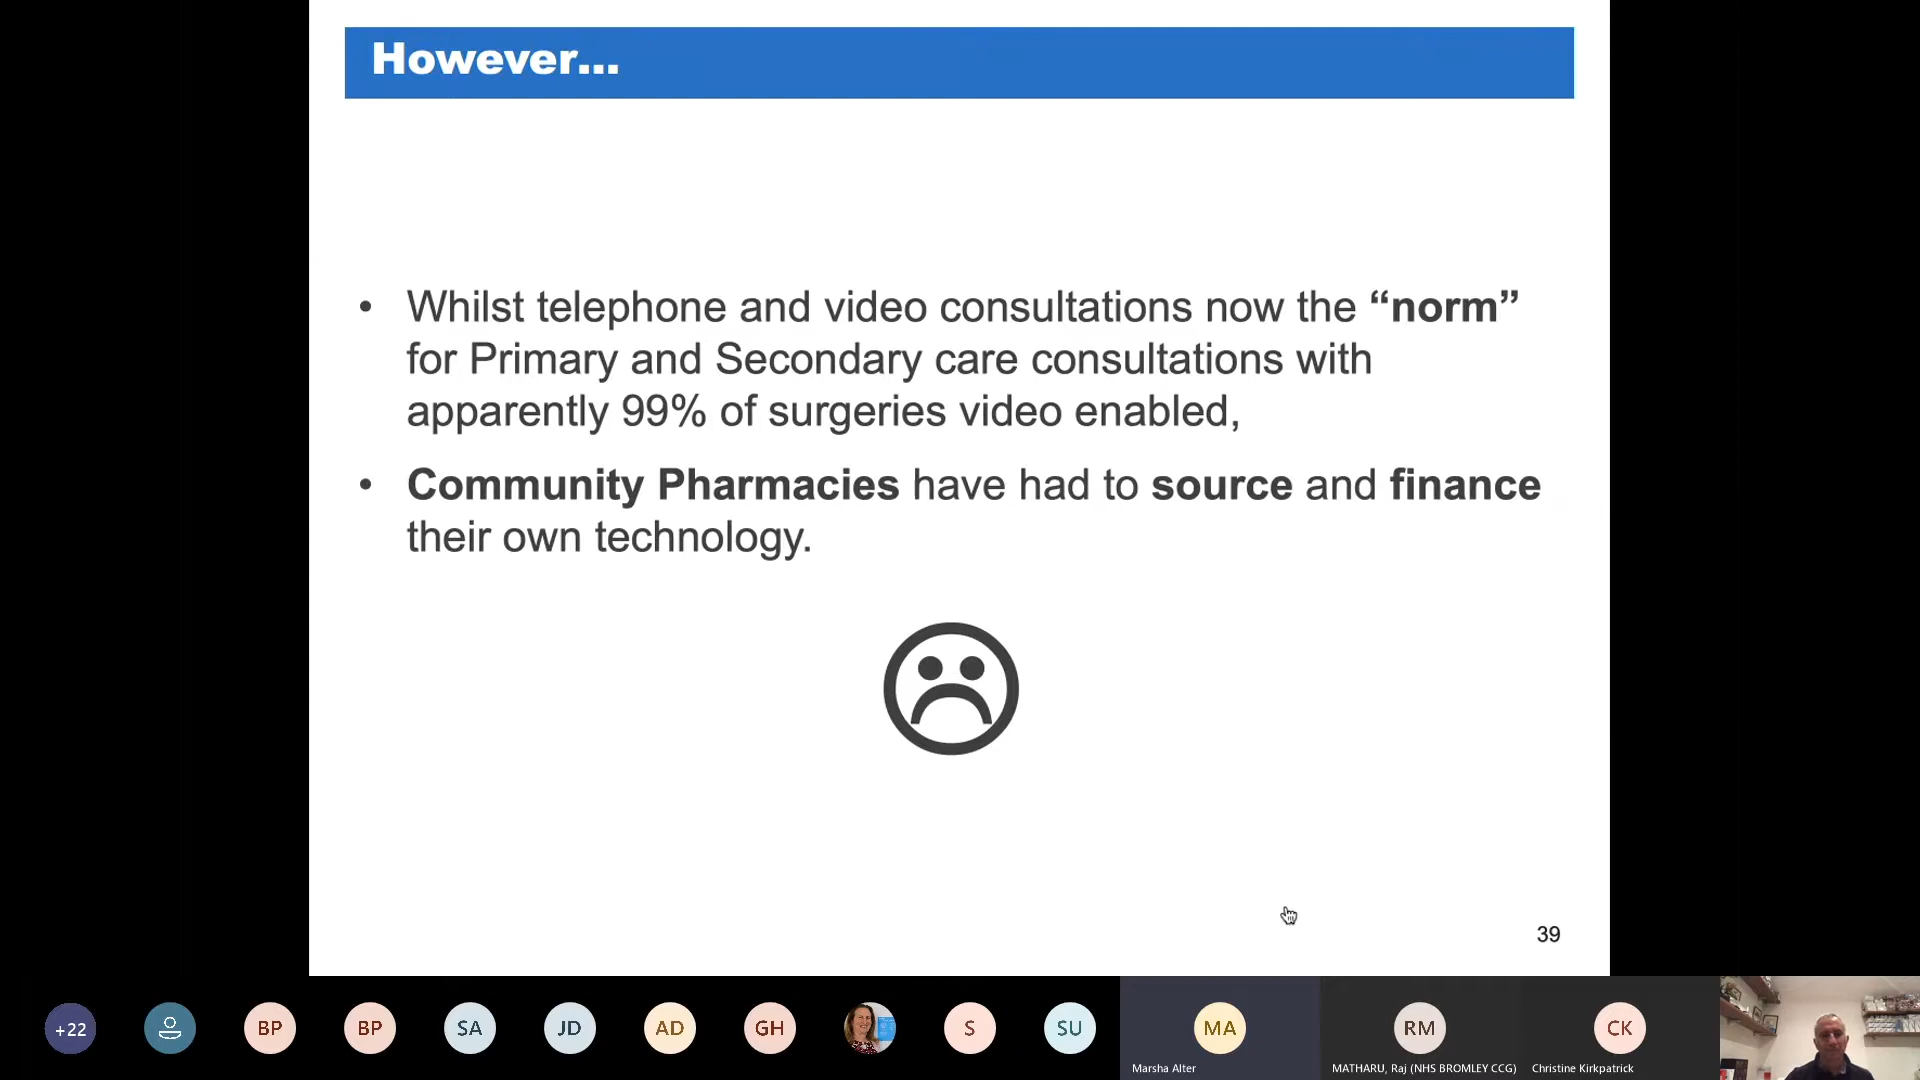 However...
• Whilst telephone and video consultations now the “norm”
for Primary and Secondary care consultations with
apparently 99% of surgeries video enabled,
• Community Pharmacies have had to source and finance
their own technology.
39
+22
BP
BP
SA
JD
AD
GH
S
SU
MA
RM
CK
Marsha Alter
MATHARU, Raj (NHS BROMLEY CCG)
Christine Kirkpatrick